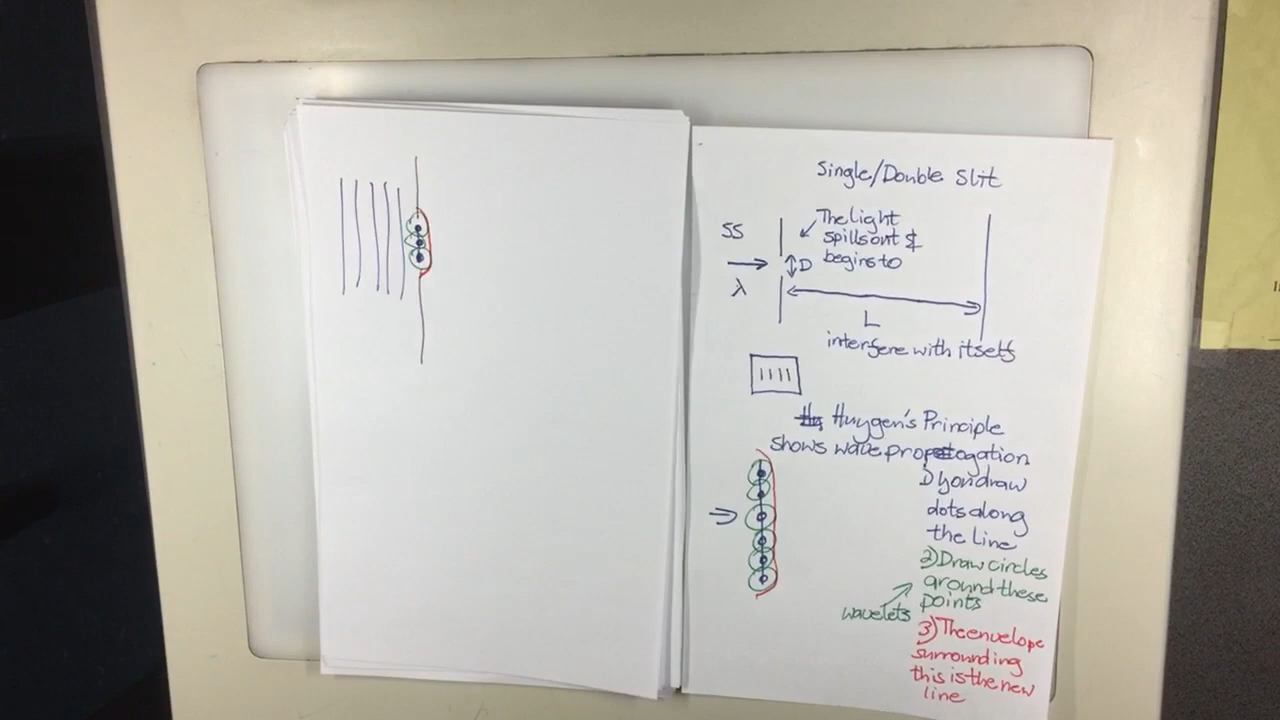 Single/Double Slit
SS
The light
spills out &
begins to
D
λ
L
interfere with itself
Huygen's Principle
shows wave propogation
1) you draw
dots along
the line
2) Draw circles
around these
points
wavelets
3) The envelope
surrounding
this is the new
line